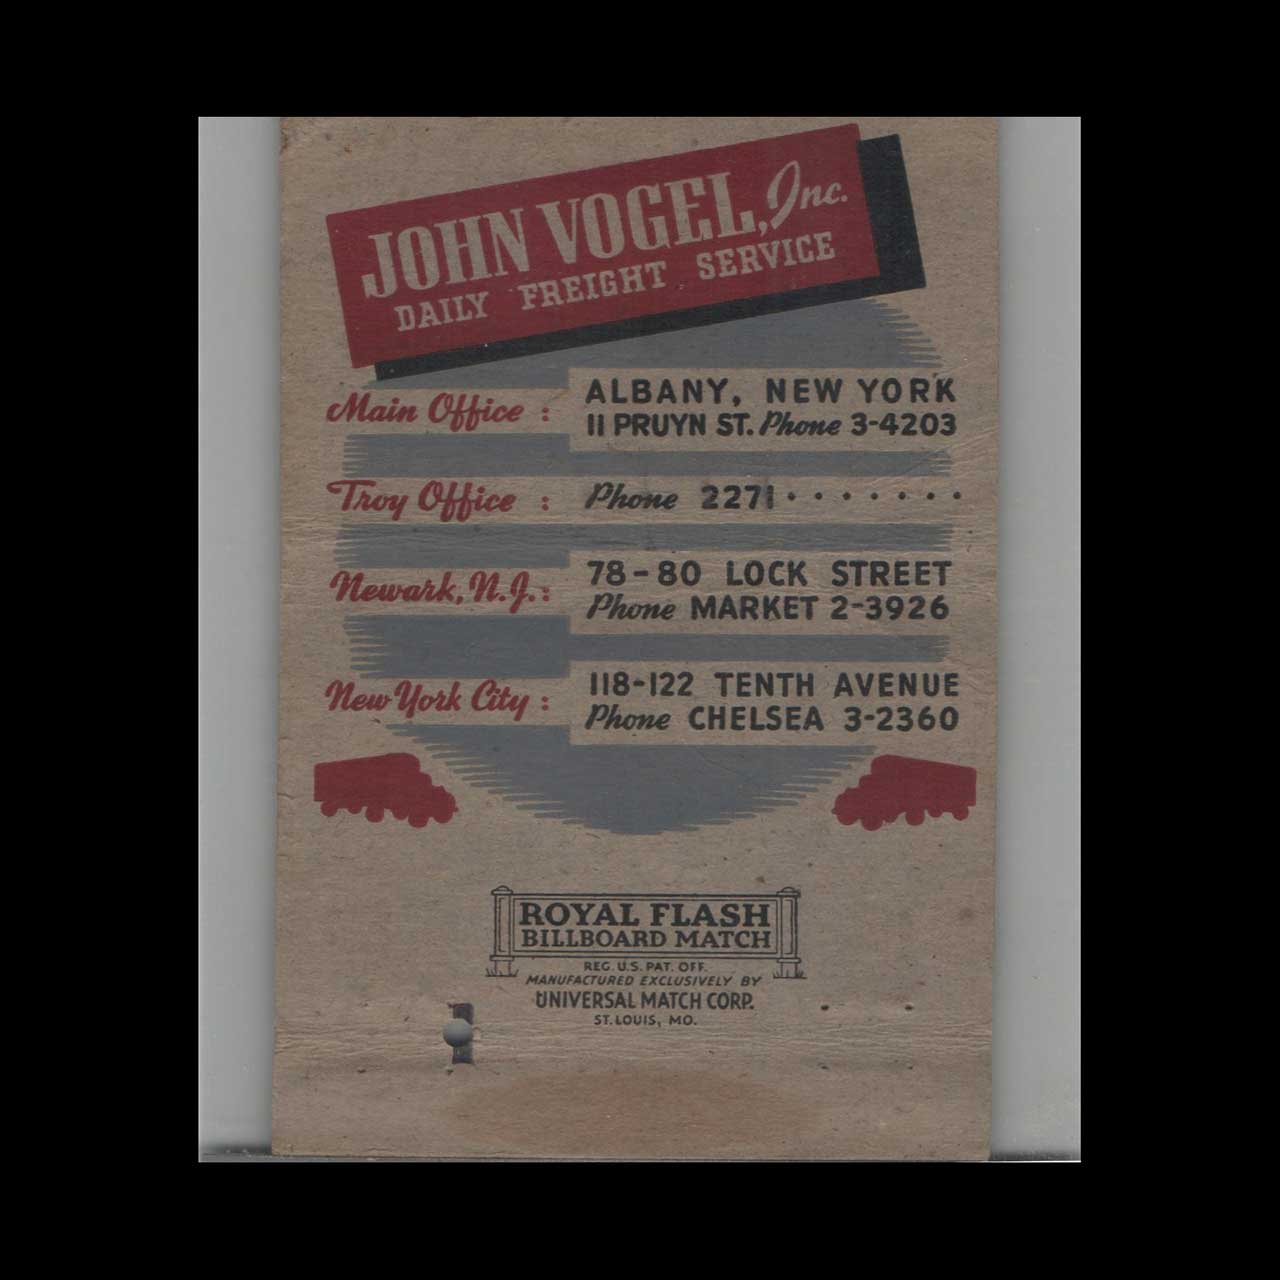 JOHN VOGEL, Inc.
DAILY FREIGHT SERVICE
Main Office : ALBANY, NEW YORK
11 PRUYN ST. Phone 3-4203
Troy Office : Phone 2271 · · · · · · ·
Newark, N.J. : 78-80 LOCK STREET
Phone MARKET 2-3926
New York City : 118-122 TENTH AVENUE
Phone CHELSEA 3-2360
ROYAL FLASH
BILLBOARD MATCH
REG. U.S. PAT. OFF.
MANUFACTURED EXCLUSIVELY BY
UNIVERSAL MATCH CORP.
ST. LOUIS, MO.